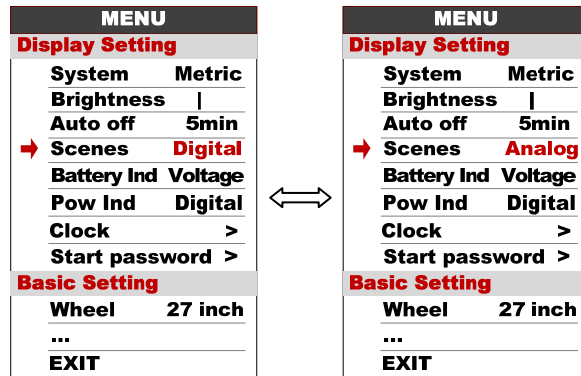 MENU
Display Setting
System Metric
Brightness |
Auto off 5min
Scenes Digital
Battery Ind Voltage
Pow Ind Digital
Clock >
Start password >
Basic Setting
Wheel 27 inch
...
EXIT
MENU
Display Setting
System Metric
Brightness |
Auto off 5min
Scenes Analog
Battery Ind Voltage
Pow Ind Digital
Clock >
Start password >
Basic Setting
Wheel 27 inch
...
EXIT